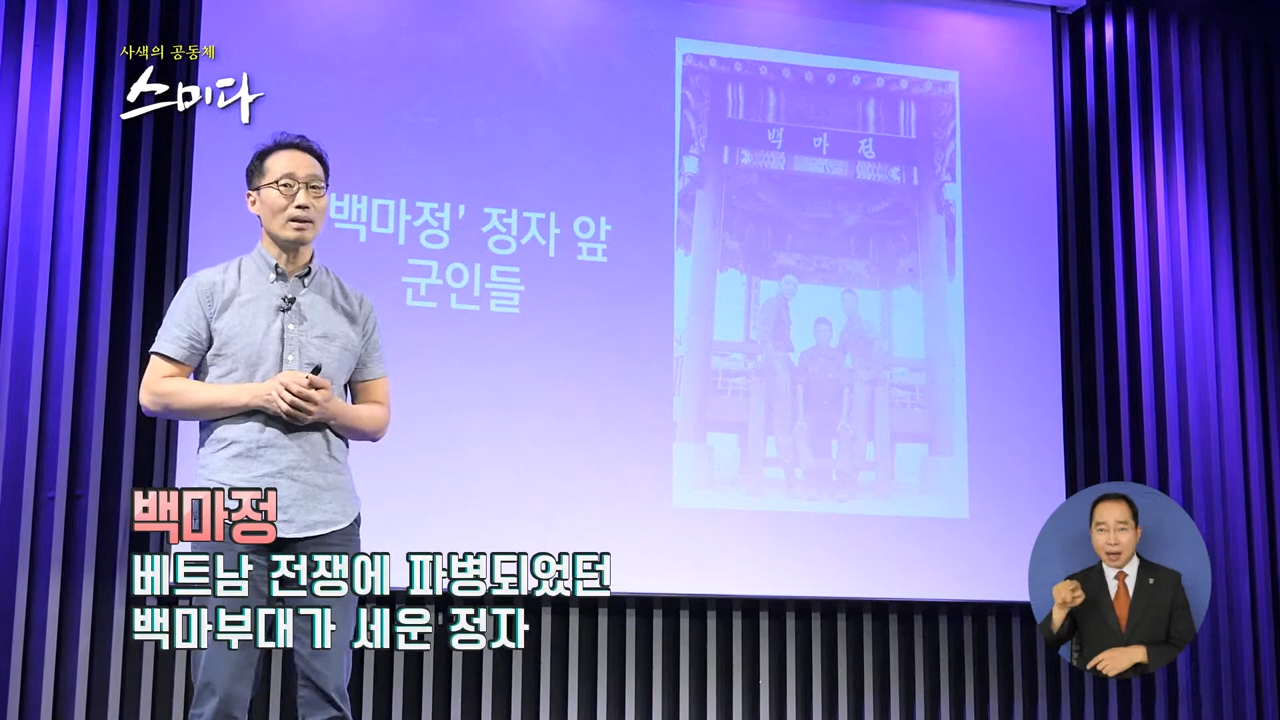 사색의 공동체
스미다
백마정
백마정' 정자 앞
군인들
백마정
베트남 전쟁에 파병되었던
백마부대가 세운 정자